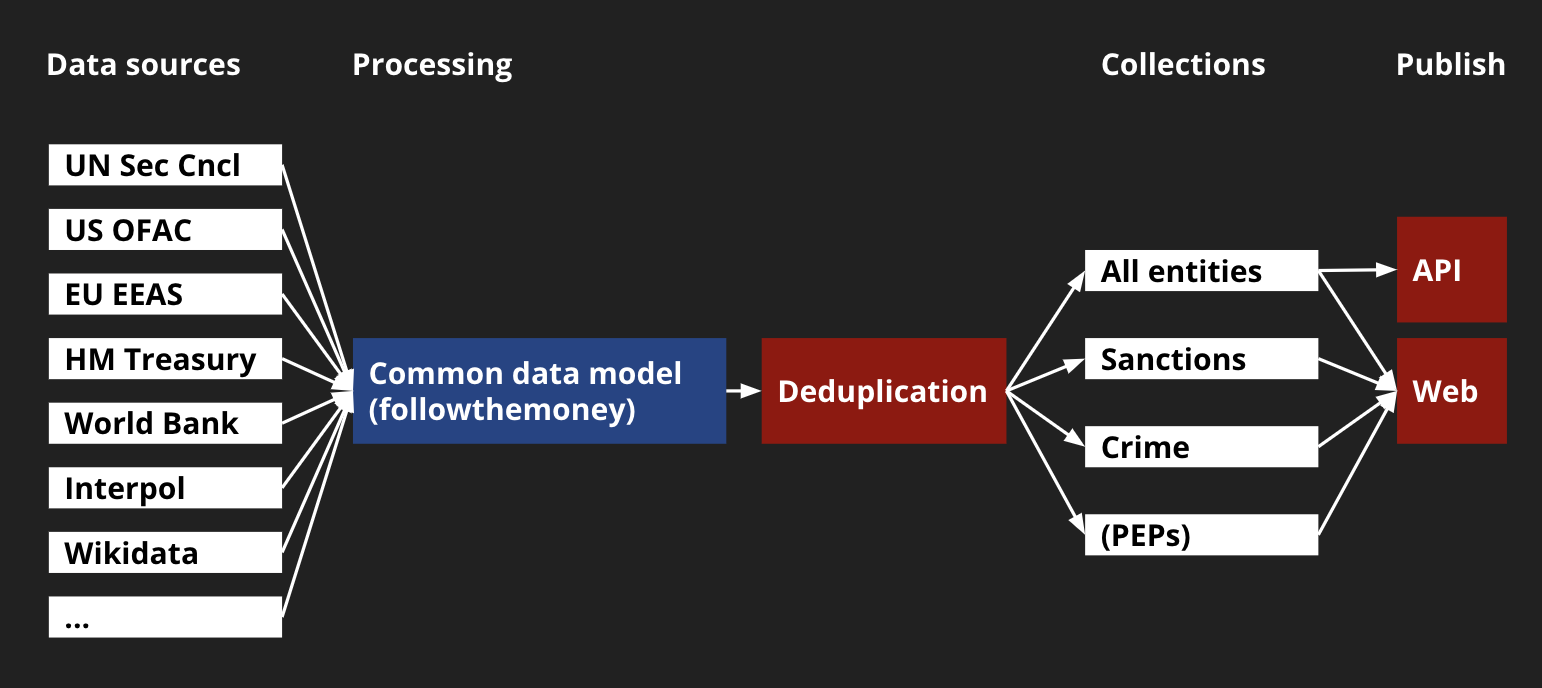 Data sources
Processing
Collections
Publish
UN Sec Cncl
US OFAC
EU EEAS
HM Treasury
World Bank
Interpol
Wikidata
...
Common data model
(followthemoney)
Deduplication
All entities
Sanctions
Crime
(PEPs)
API
Web